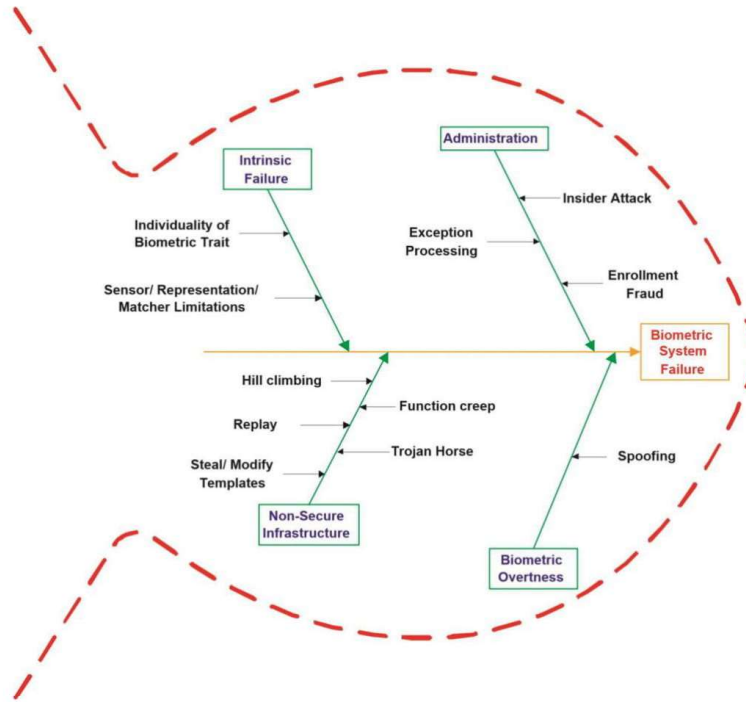 Administration
Intrinsic
Failure
Insider Attack
Individuality of
Biometric Trait
Exception
Processing
Enrollment
Fraud
Sensor/ Representation/
Matcher Limitations
Biometric
System
Failure
Hill climbing
Function creep
Replay
Trojan Horse
Spoofing
Steal/ Modify
Templates
Non-Secure
Infrastructure
Biometric
Overtness